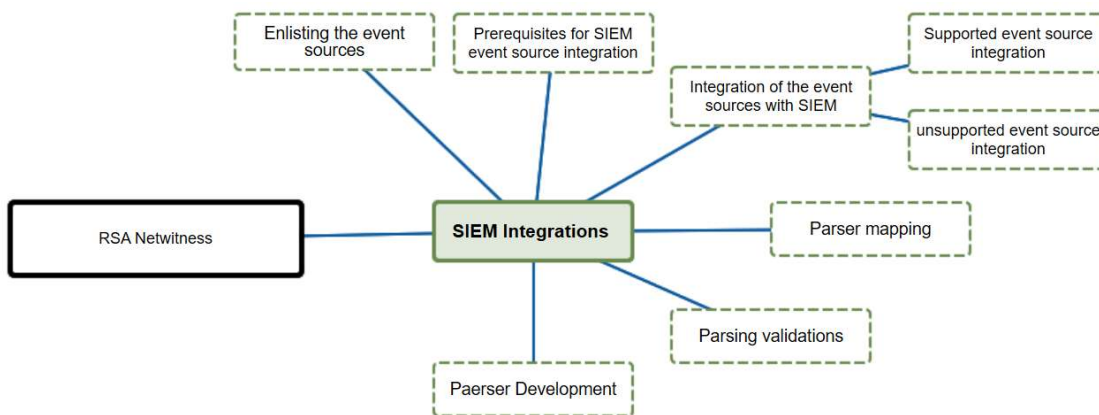 Enlisting the event
sources
Prerequisites for SIEM
event source integration
Supported event source
integration
Integration of the event
sources with SIEM
unsupported event source
integration
RSA Netwitness
SIEM Integrations
Parser mapping
Parsing validations
Paerser Development